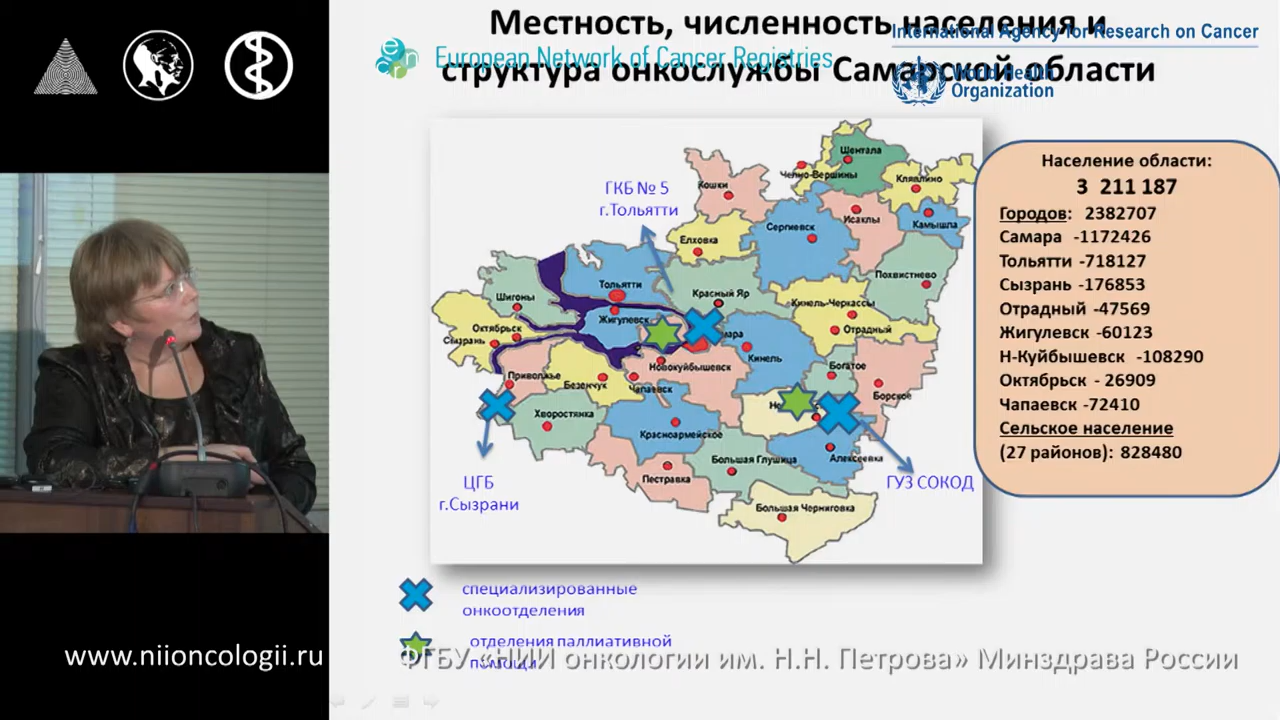 Местность, численность населения и
структура онкослужбы Самарской области
European Network of Cancer Registries
International Agency for Research on Cancer
World Health
Organization
ГКБ № 5
г.Тольятти
Шентала
Челно-Вершины
Кошки
Клявлино
Исаклы
Камышла
Сергиевск
Елховка
Похвистнево
Тольятти
Красный Яр
Шигоны
Кинель-Черкассы
Жигулевск
Октябрьск
Отрадный
Сызрань
мара
Кинель
Новокуйбышевск
Богатое
Приволжье
Безенчук
Чапаевск
Борское
Хворостянка
Не
Красноармейское
Алексеевка
Большая Глушица
Пестравка
Большая Черниговка
ЦГБ
г.Сызрани
ГУЗ СОКОД
Население области:
3 211 187
Городов: 2382707
Самара -1172426
Тольятти -718127
Сызрань -176853
Отрадный -47569
Жигулевск -60123
Н-Куйбышевск -108290
Октябрьск - 26909
Чапаевск -72410
Сельское население
(27 районов): 828480
специализированные
онкоотделения
отделения паллиативной
помощи
www.niioncologii.ru
ФГБУ «НИИ онкологии им. Н.Н. Петрова» Минздрава России